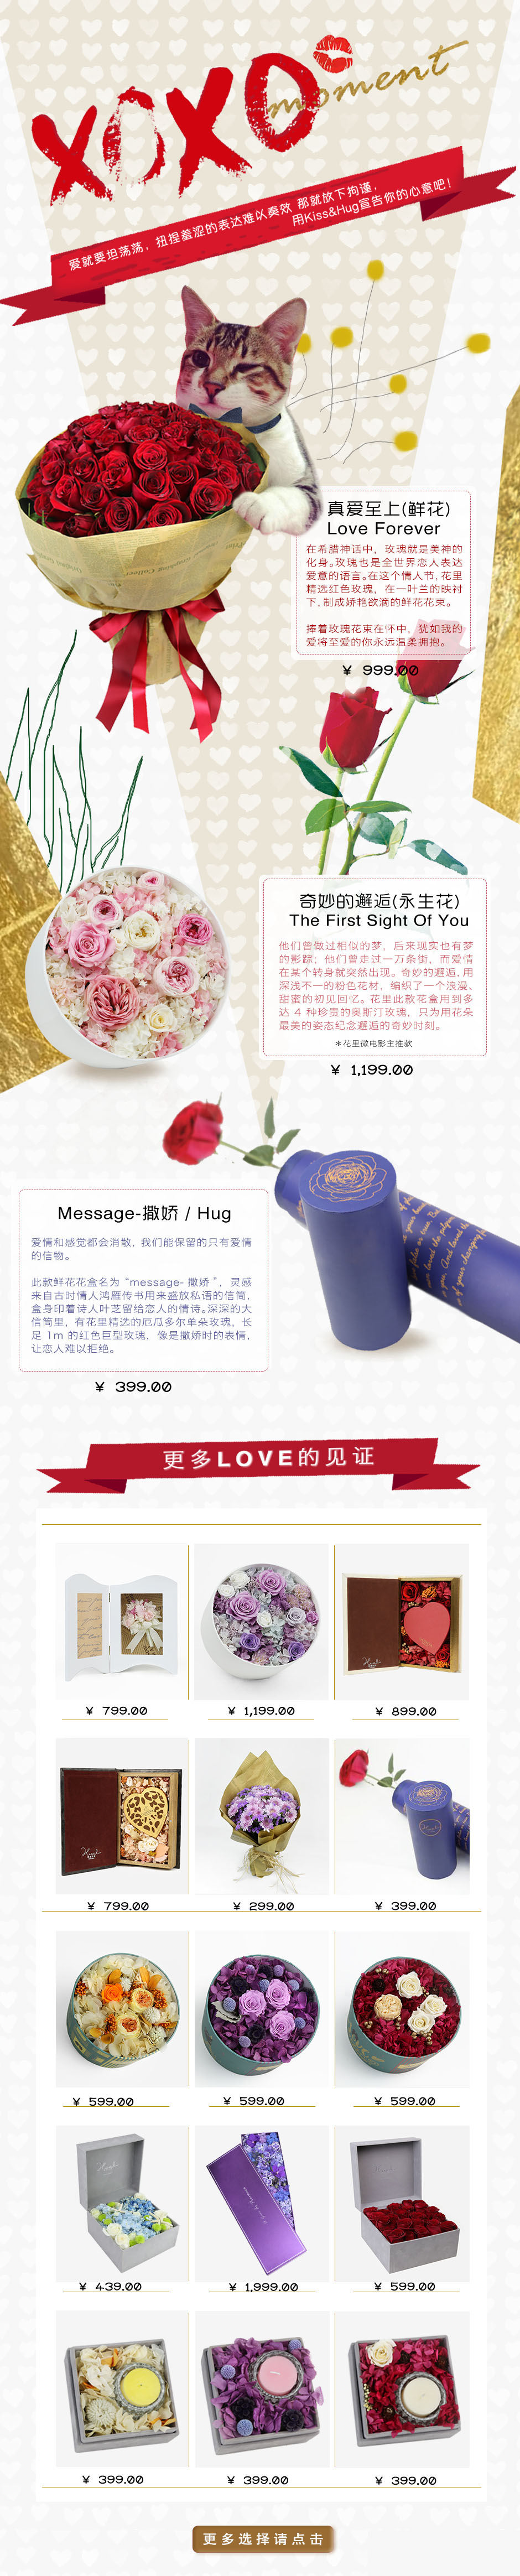 XOXO
moment
爱就要坦荡荡，扭捏羞涩的表达难以奏效 那就放下拘谨，
用Kiss&Hug宣告你的心意吧！
真爱至上(鲜花)
Love Forever
在希腊神话中，玫瑰就是美神的
化身。玫瑰也是全世界恋人表达
爱意的语言。在这个情人节，花里
精选红色玫瑰，在一叶兰的映衬
下，制成娇艳欲滴的鲜花花束。
捧着玫瑰花束在怀中，犹如我的
爱将至爱的你永远温柔拥抱。
¥ 999.00
奇妙的邂逅(永生花)
The First Sight Of You
他们曾做过相似的梦，后来现实也有梦
的影踪；他们曾走过一万条街，而爱情
在某个转身就突然出现。奇妙的邂逅，用
深浅不一的粉色花材，编织了一个浪漫、
甜蜜的初见回忆。花里此款花盒用到多
达 4 种珍贵的奥斯汀玫瑰，只为用花朵
最美的姿态纪念邂逅的奇妙时刻。
＊花里微电影主推款
¥ 1,199.00
Message-撒娇 / Hug
爱情和感觉都会消散，我们能保留的只有爱情
的信物。
此款鲜花花盒名为“message- 撒娇 ”，灵感
来自古时情人鸿雁传书用来盛放私语的信筒，
盒身印着诗人叶芝留给恋人的情诗。深深的大
信筒里，有花里精选的厄瓜多尔单朵玫瑰，长
足 1m 的红色巨型玫瑰，像是撒娇时的表情，
让恋人难以拒绝。
¥ 399.00
更多LOVE的见证
¥ 799.00
¥ 1,199.00
¥ 899.00
¥ 799.00
¥ 299.00
¥ 399.00
¥ 599.00
¥ 599.00
¥ 599.00
¥ 439.00
¥ 1,999.00
¥ 599.00
¥ 399.00
¥ 399.00
¥ 399.00
更多选择请点击